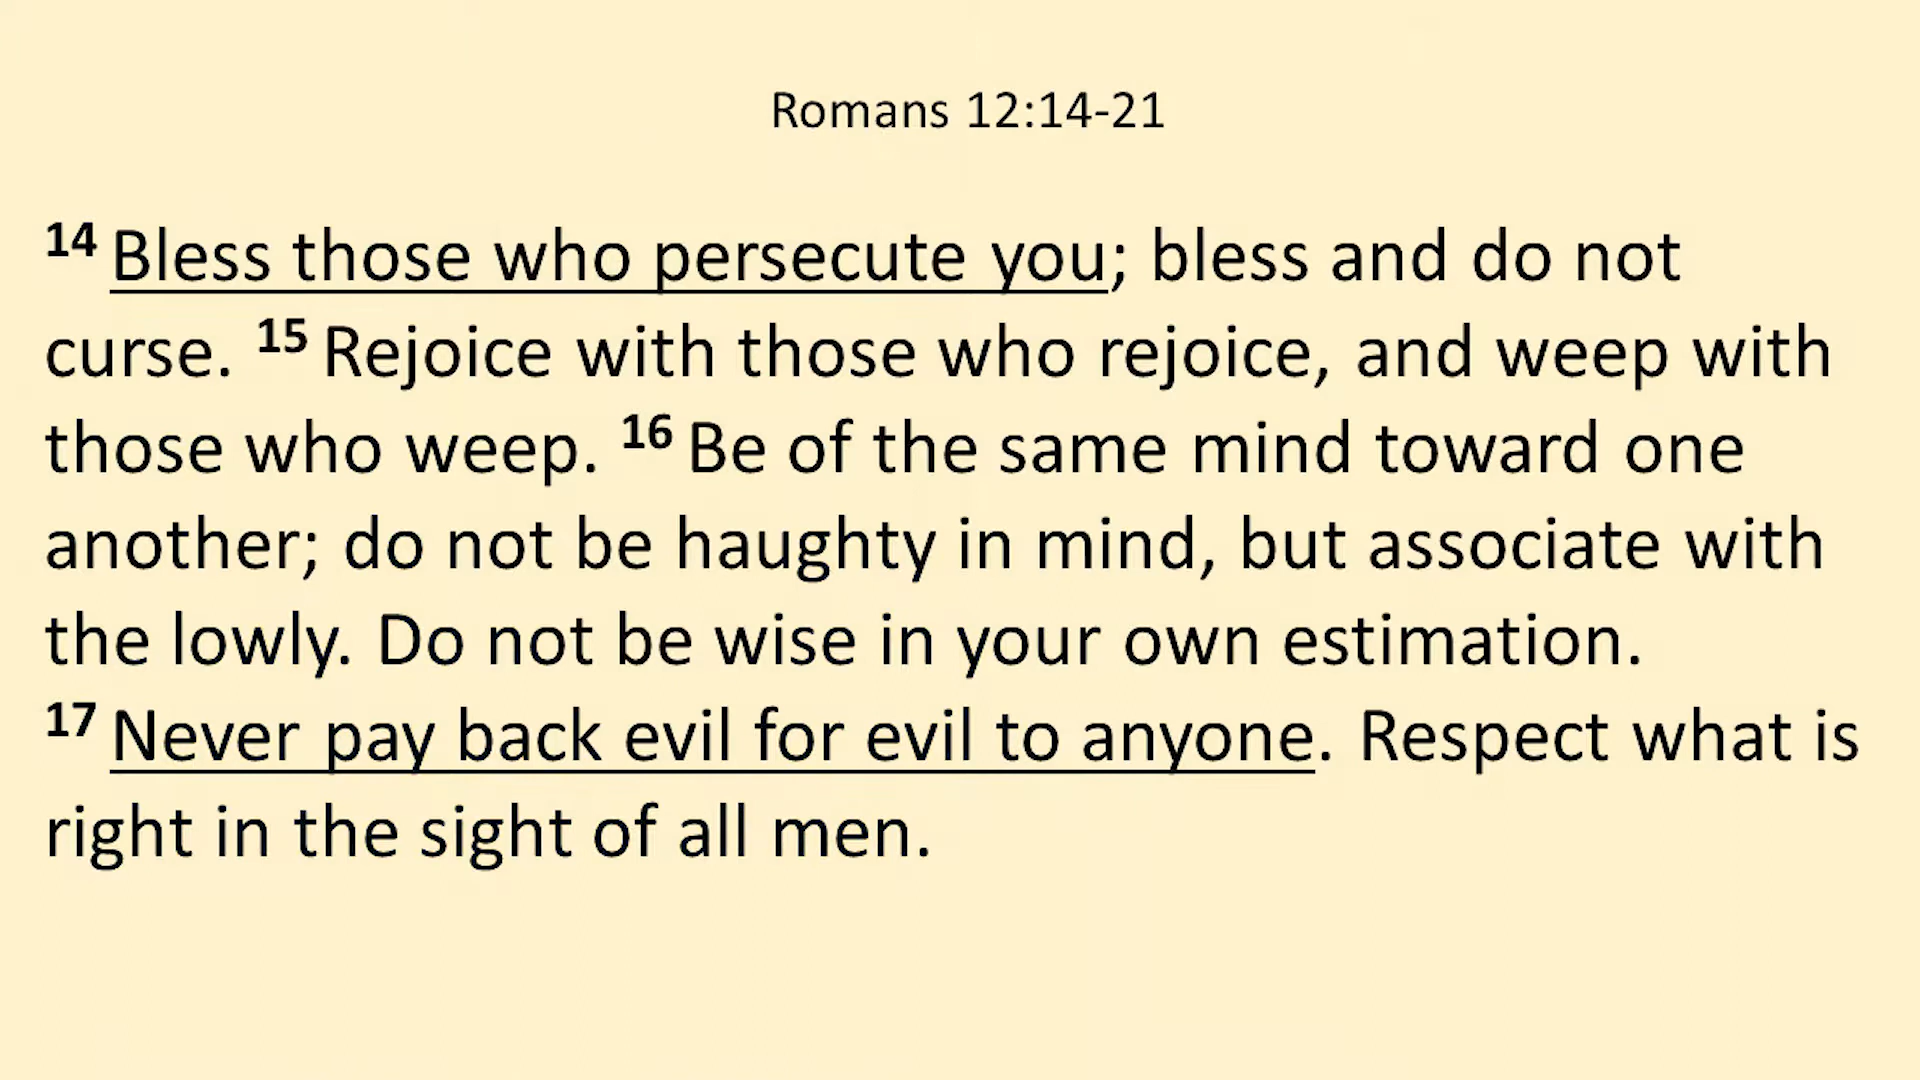 Romans 12:14-21
14 Bless those who persecute you; bless and do not
curse. 15 Rejoice with those who rejoice, and weep with
those who weep. 16 Be of the same mind toward one
another; do not be haughty in mind, but associate with
the lowly. Do not be wise in your own estimation.
17 Never pay back evil for evil to anyone. Respect what is
right in the sight of all men.